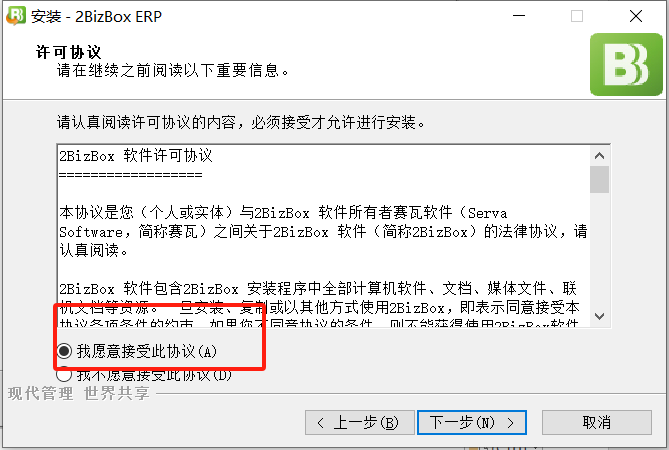 安装 - 2BizBox ERP
许可协议
请在继续之前阅读以下重要信息。
请认真阅读许可协议的内容，必须接受才允许进行安装。
2BizBox 软件许可协议
==================
本协议是您（个人或实体）与2BizBox 软件所有者赛瓦软件（Serva
Software，简称赛瓦）之间关于2BizBox 软件（简称2BizBox）的法律协议，请
认真阅读。
2BizBox 软件包含2BizBox 安装程序中全部计算机软件、文档、媒体文件、联
机文档等资源。一旦安装、复制或以其他方式使用2BizBox，即表示同意接受本
协议各项条件的约束。如果你不同意协议的条件，则不能获得使用2BizBox软件
我愿意接受此协议(A)
我不愿意接受此协议(D)
现代管理 世界共享
< 上一步(B)
下一步(N) >
取消